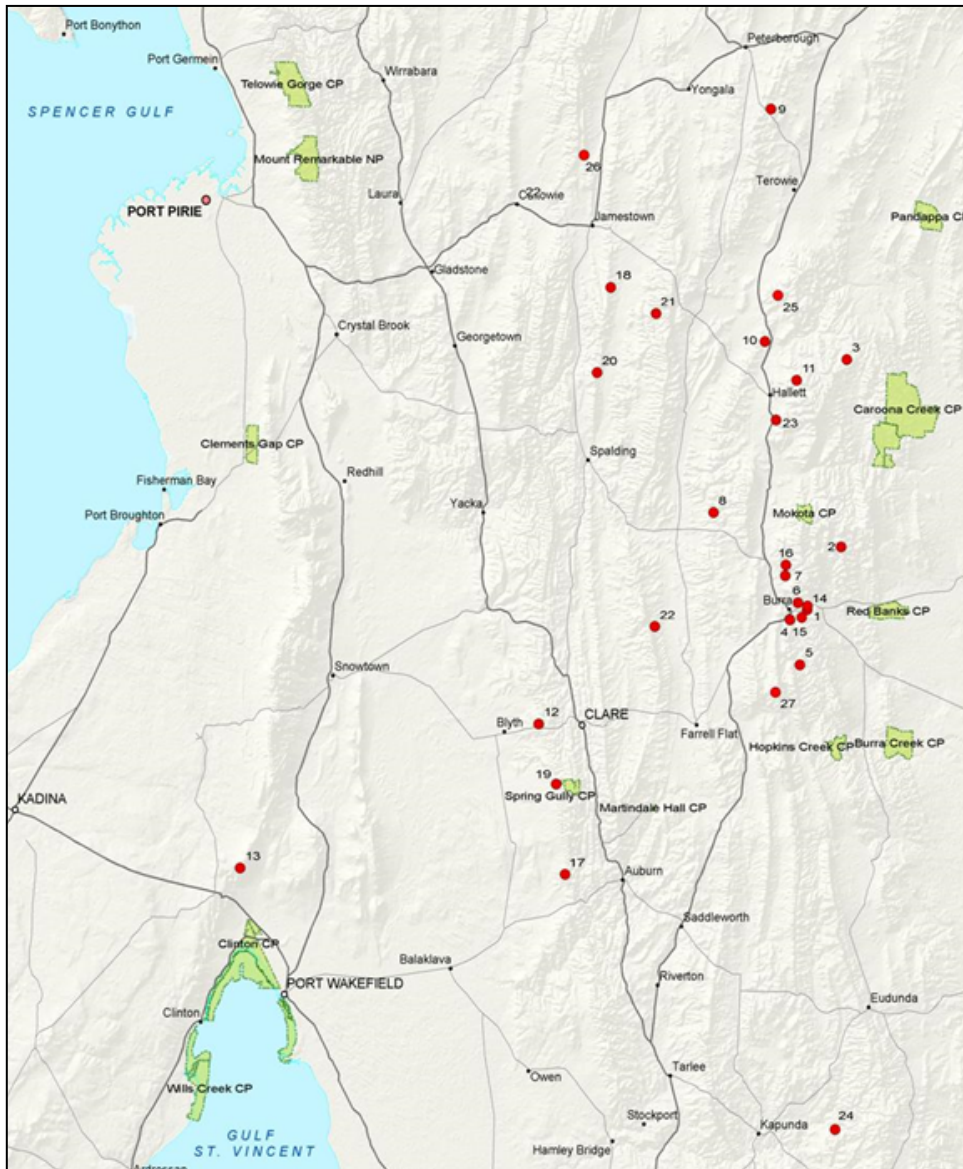 Port Bonython
Peterborough
Port Germein
Wirrabara
Telowie Gorge CP
Yongala
SPENCER GULF
9
26
Mount Remarkable NP
Terowie
Laura
22
Caltowie
PORT PIRIE
Jamestown
Pandappa CP
Gladstone
18
25
21
Crystal Brook
Georgetown
10
3
20
11
Hallett
Caroona Creek CP
23
Clements Gap CP
Spalding
Redhill
Fisherman Bay
Yacka
8
Mokota CP
Port Broughton
2
16
7
6
14
Burra
Red Banks CP
1
22
4
15
5
Snowtown
27
12
CLARE
Blyth
Farrell Flat
Hopkins Creek CP
Burra Creek CP
19
Spring Gully CP
KADINA
Martindale Hall CP
13
17
Auburn
Saddleworth
Clinton CP
Balaklava
PORT WAKEFIELD
Riverton
Eudunda
Clinton
Owen
Tarlee
Wills Creek CP
Stockport
24
GULF
ST. VINCENT
Kapunda
Hamley Bridge